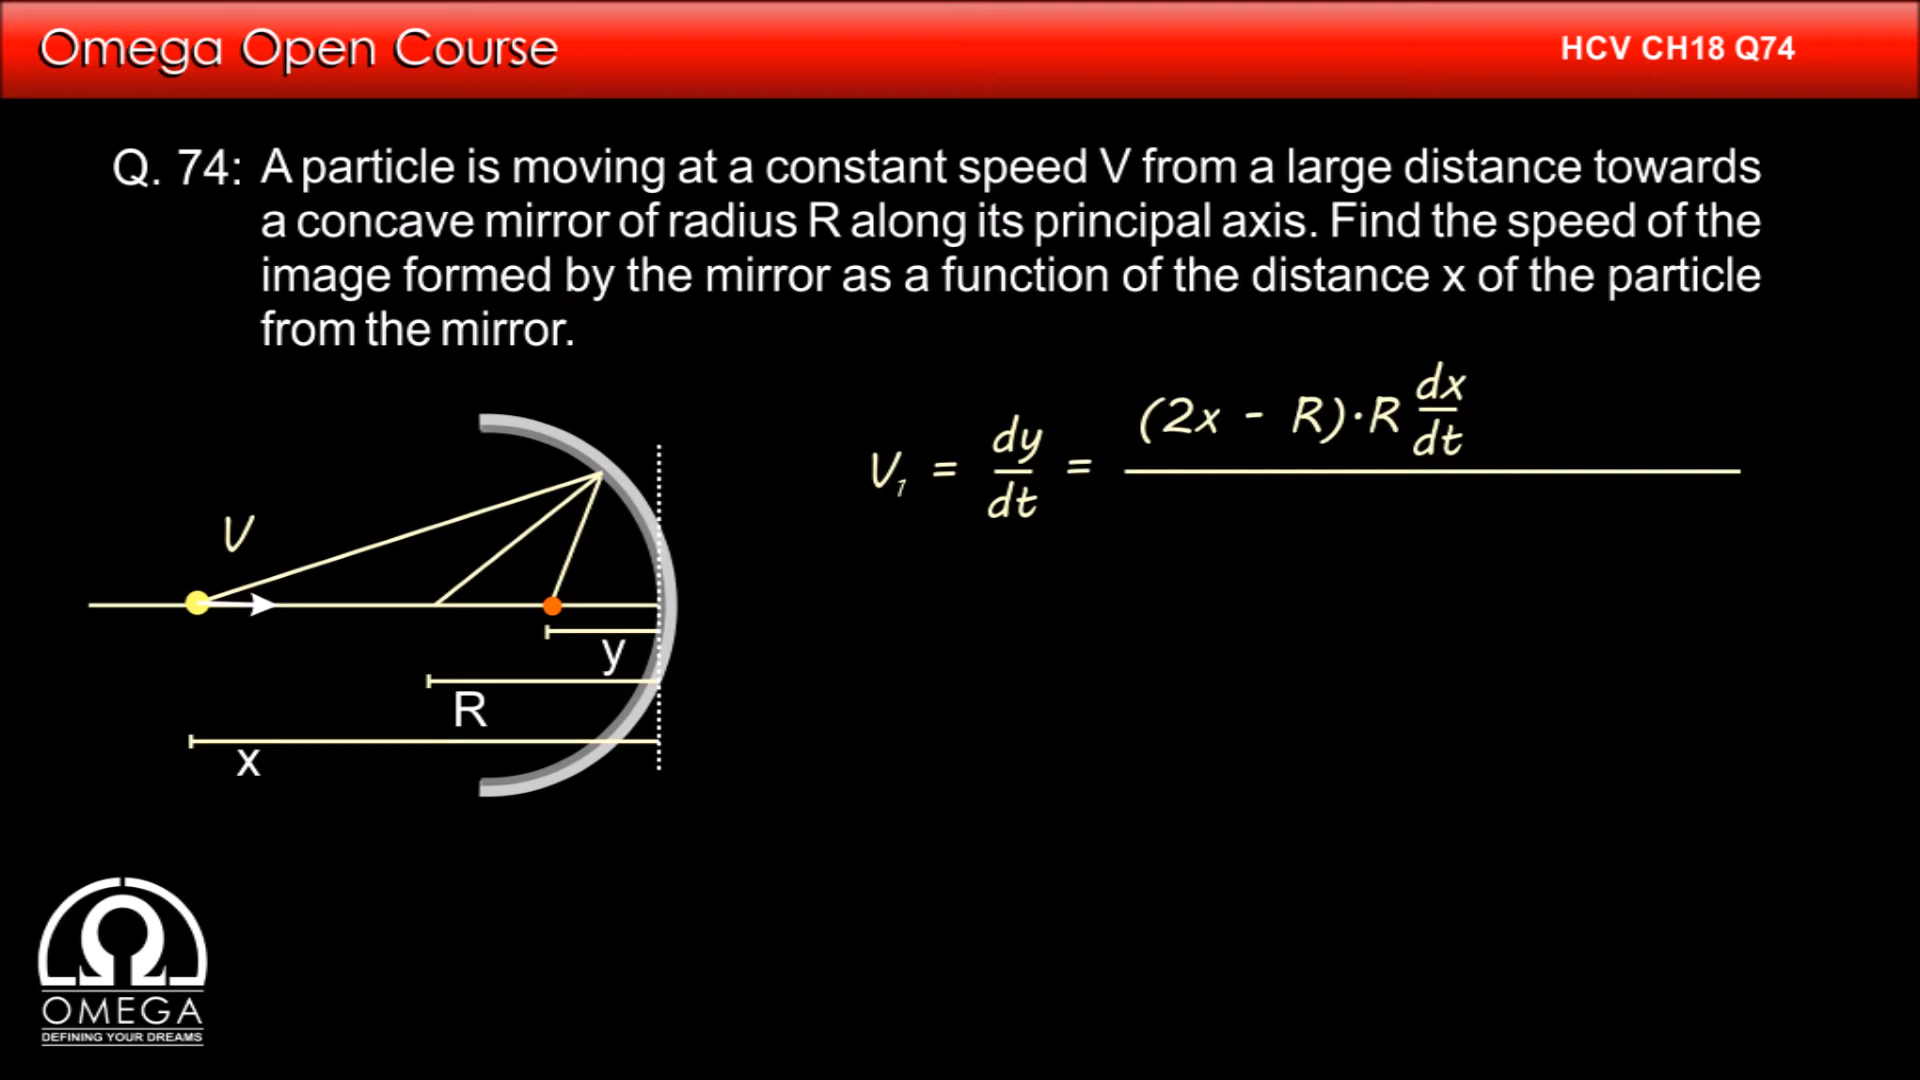 Omega Open Course
HCV CH18 Q74
Q. 74: A particle is moving at a constant speed V from a large distance towards
a concave mirror of radius R along its principal axis. Find the speed of the
image formed by the mirror as a function of the distance x of the particle
from the mirror.
V₁ = dy/dt = (2x - R)·R dx/dt
V
y
R
x
Ω
OMEGA
DEFINING YOUR DREAMS